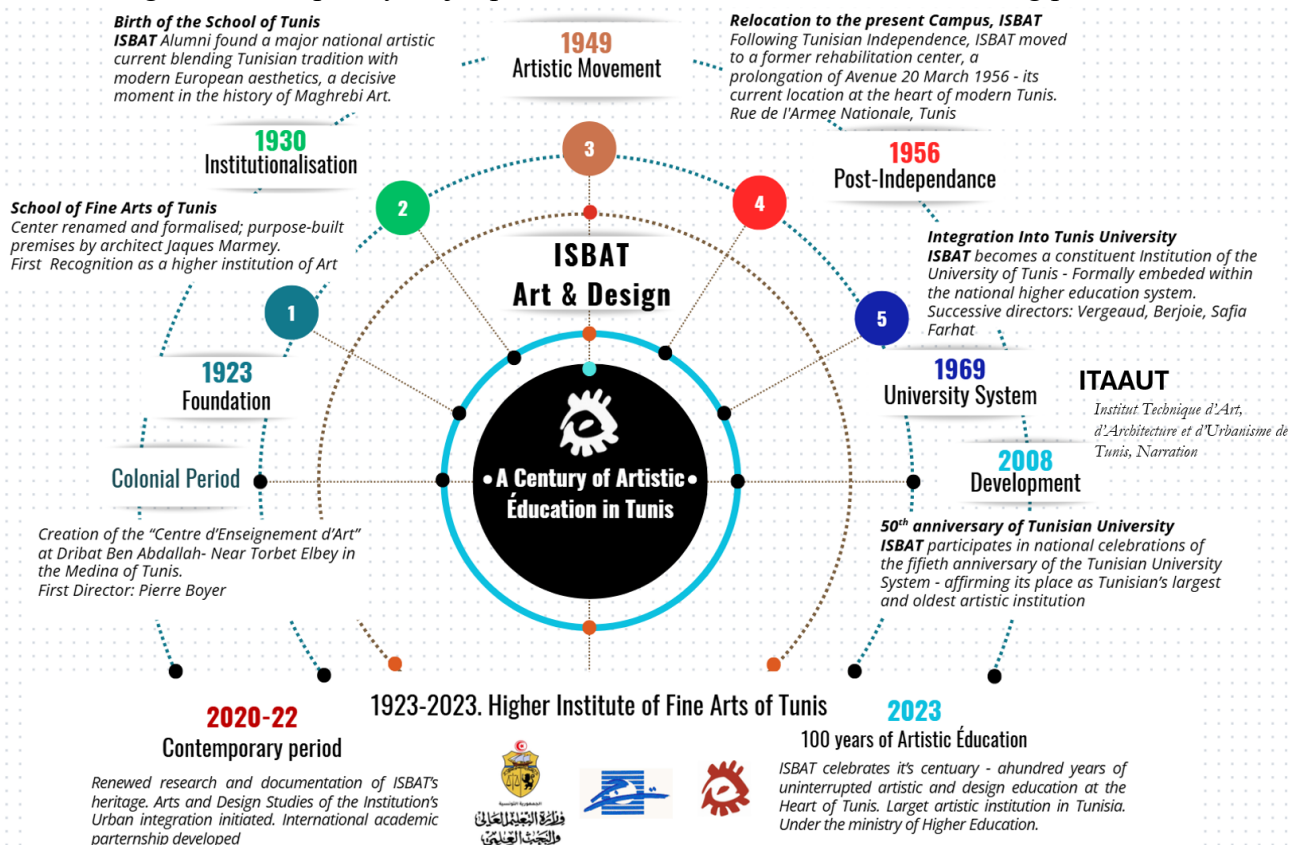 Birth of the School of Tunis
ISBAT Alumni found a major national artistic
current blending Tunisian tradition with
modern European aesthetics, a decisive
moment in the history of Maghrebi Art.
1949
Artistic Movement
Relocation to the present Campus, ISBAT
Following Tunisian Independence, ISBAT moved
to a former rehabilitation center, a
prolongation of Avenue 20 March 1956 - its
current location at the heart of modern Tunis.
Rue de l'Armee Nationale, Tunis
1930
Institutionalisation
3
1956
Post-Independance
2
4
School of Fine Arts of Tunis
Center renamed and formalised; purpose-built
premises by architect Jaques Marmey.
First Recognition as a higher institution of Art
ISBAT
Art & Design
Integration Into Tunis University
ISBAT becomes a constituent Institution of the
University of Tunis - Formally embeded within
the national higher education system.
Successive directors: Vergeaud, Berjoie, Safia
Farhat
1
5
1923
Foundation
1969
University System
ITAAUT
Institut Technique d'Art,
d'Architecture et d'Urbanisme de
Tunis, Narration
Colonial Period
• A Century of Artistic •
Éducation in Tunis
2008
Development
Creation of the “Centre d’Enseignement d’Art”
at Dribat Ben Abdallah- Near Torbet Elbey in
the Medina of Tunis.
First Director: Pierre Boyer
50th anniversary of Tunisian University
ISBAT participates in national celebrations of
the fifieth anniversary of the Tunisian University
System - affirming its place as Tunisian’s largest
and oldest artistic institution
1923-2023. Higher Institute of Fine Arts of Tunis
2020-22
Contemporary period
Renewed research and documentation of ISBAT’s
heritage. Arts and Design Studies of the Institution’s
Urban integration initiated. International academic
parternship developed
الجمهورية التونسية
وزارة التعليم العالي
والبحث العلمي
2023
100 years of Artistic Éducation
ISBAT celebrates it’s centuary - ahundred years of
uninterrupted artistic and design education at the
Heart of Tunis. Larget artistic institution in Tunisia.
Under the ministry of Higher Education.